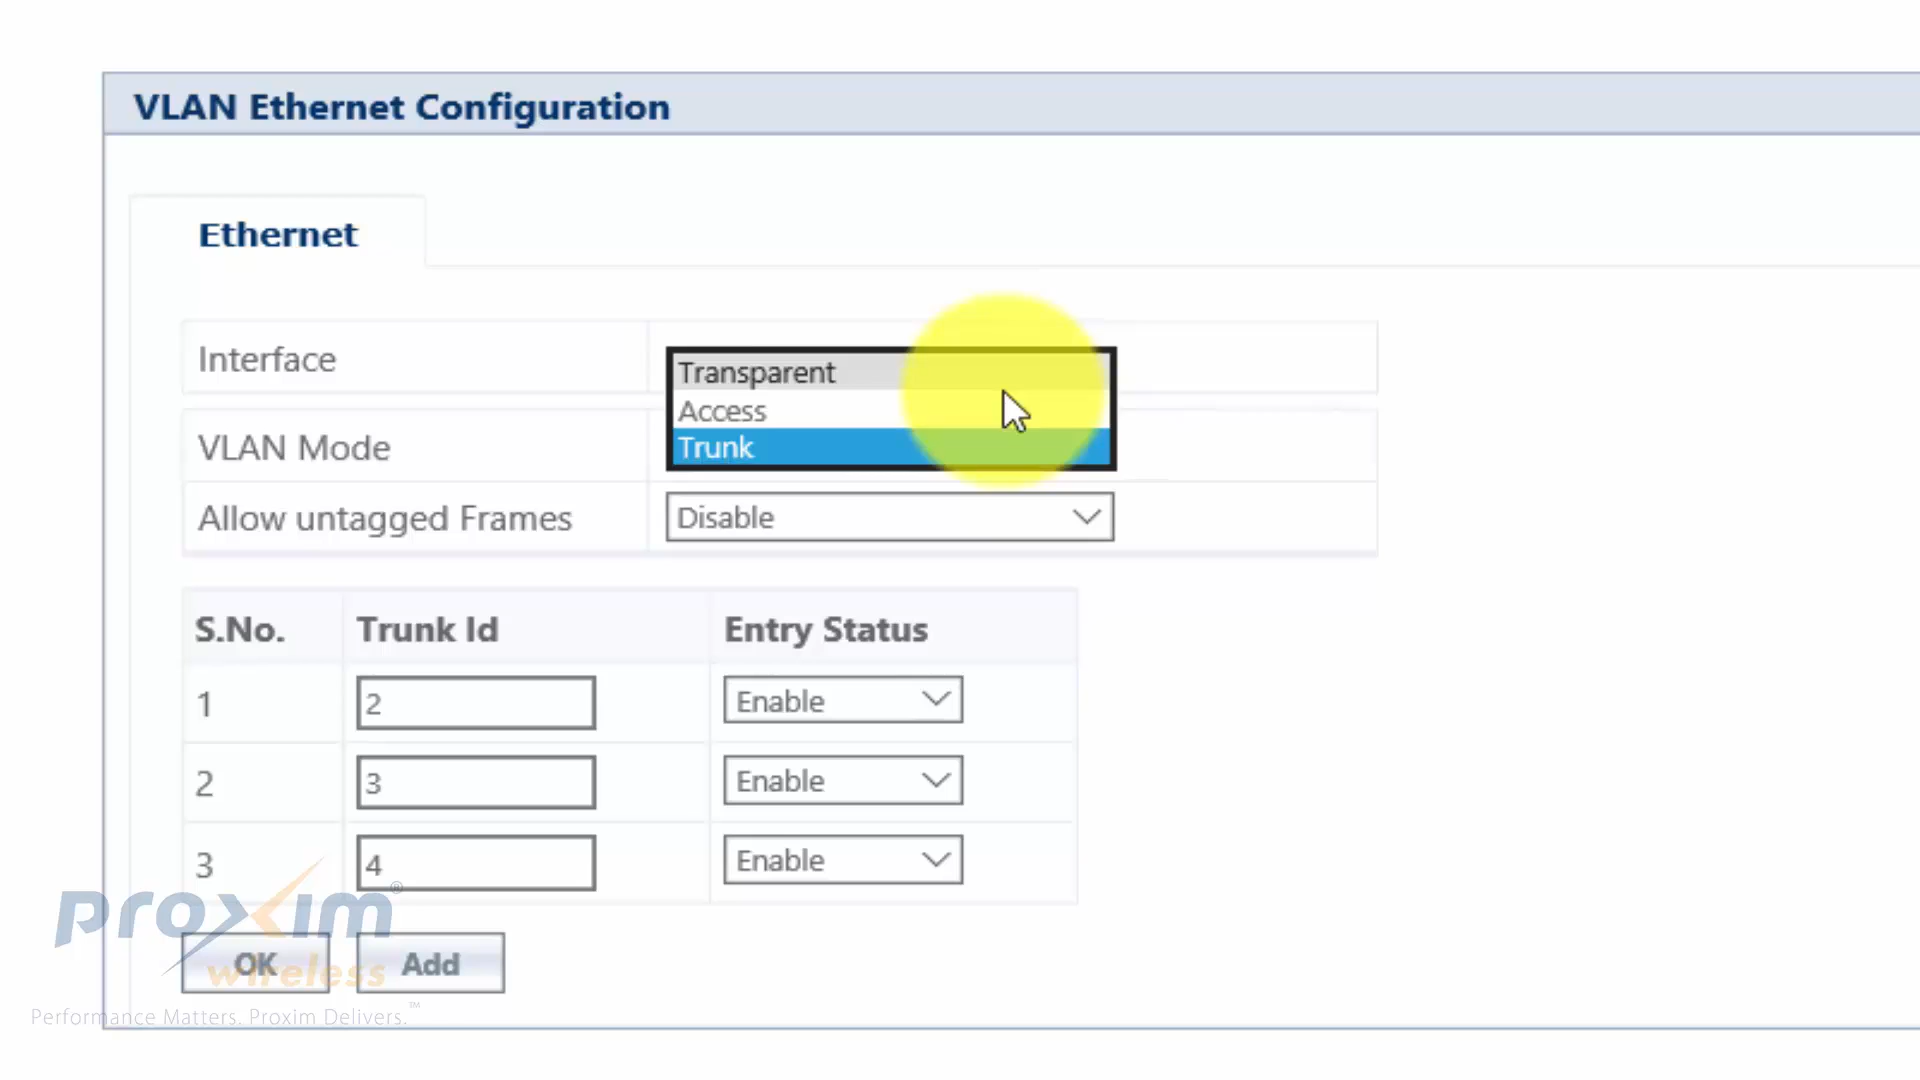 VLAN Ethernet Configuration
Ethernet
Interface
Transparent
Access
VLAN Mode
Trunk
Allow untagged Frames
Disable
S.No. Trunk Id Entry Status
1 2 Enable
2 3 Enable
3 4 Enable
proxim®
OK Add
wireless
Performance Matters. Proxim Delivers.™